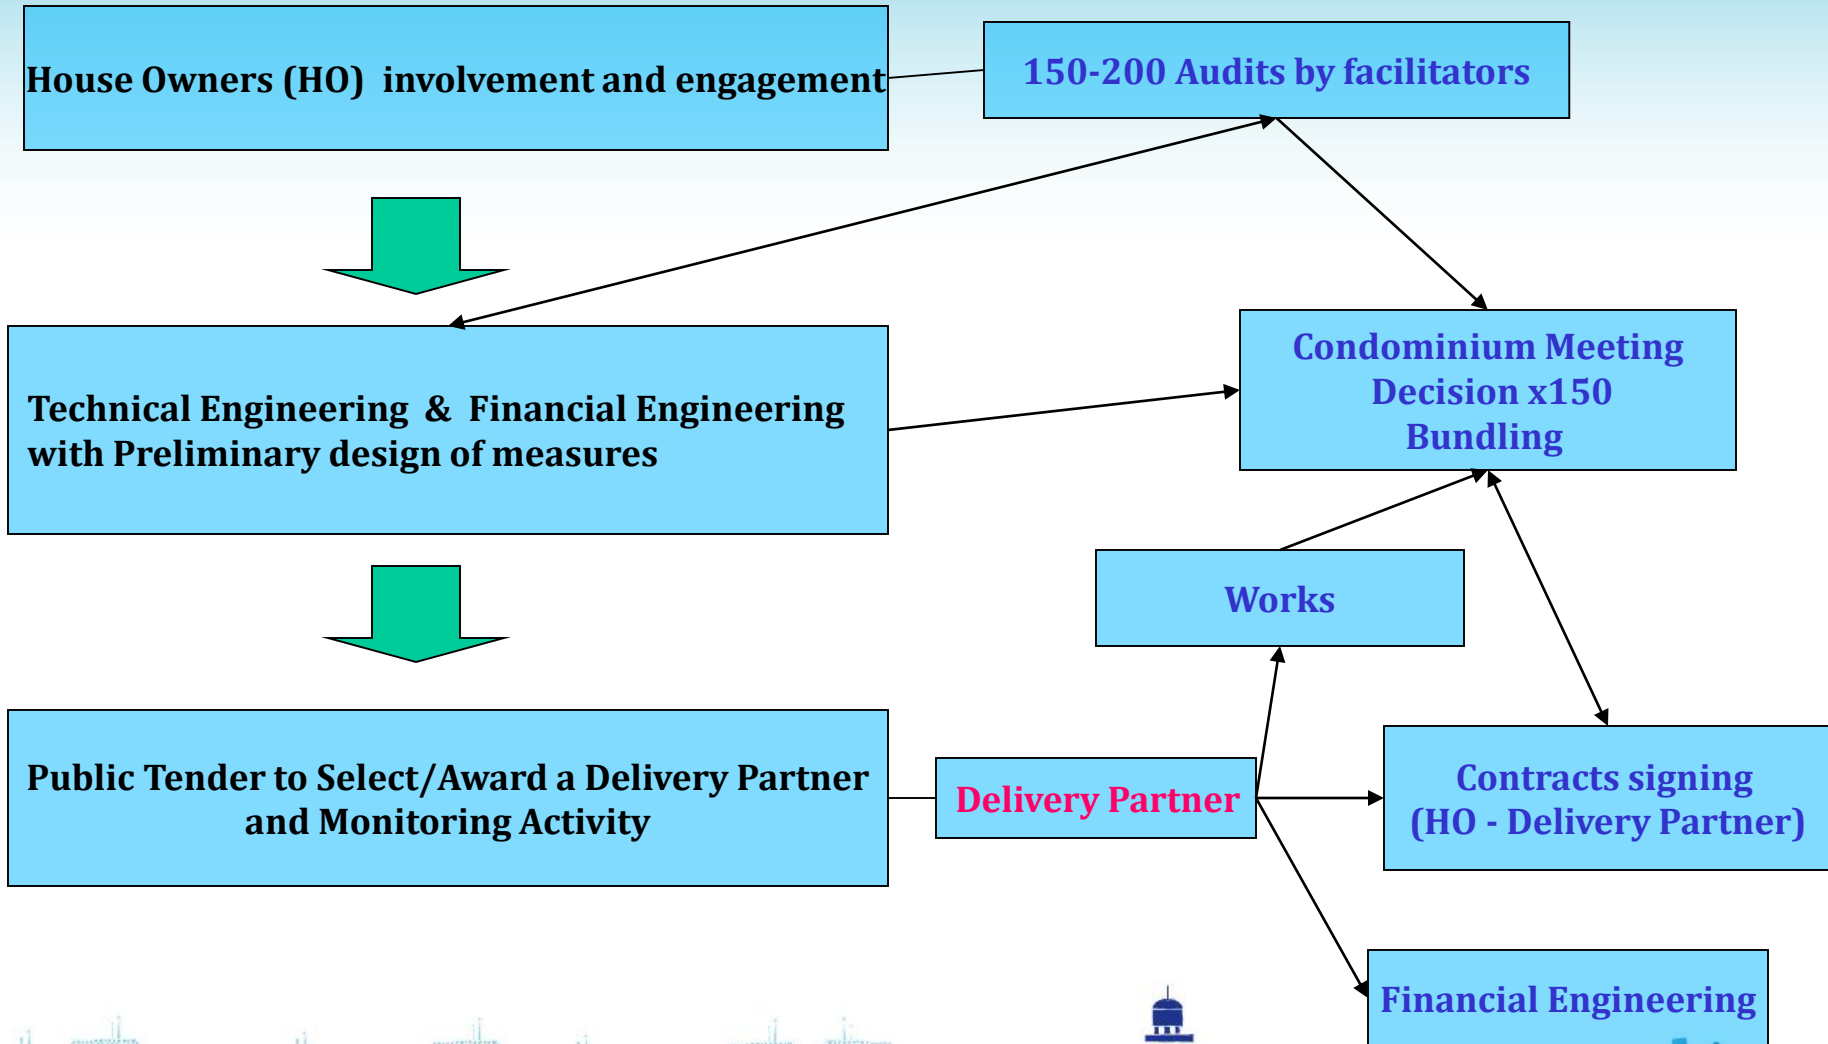 House Owners (HO) involvement and engagement
150-200 Audits by facilitators
Technical Engineering & Financial Engineering
with Preliminary design of measures
Condominium Meeting
Decision x150
Bundling
Works
Public Tender to Select/Award a Delivery Partner
and Monitoring Activity
Delivery Partner
Contracts signing
(HO - Delivery Partner)
Financial Engineering